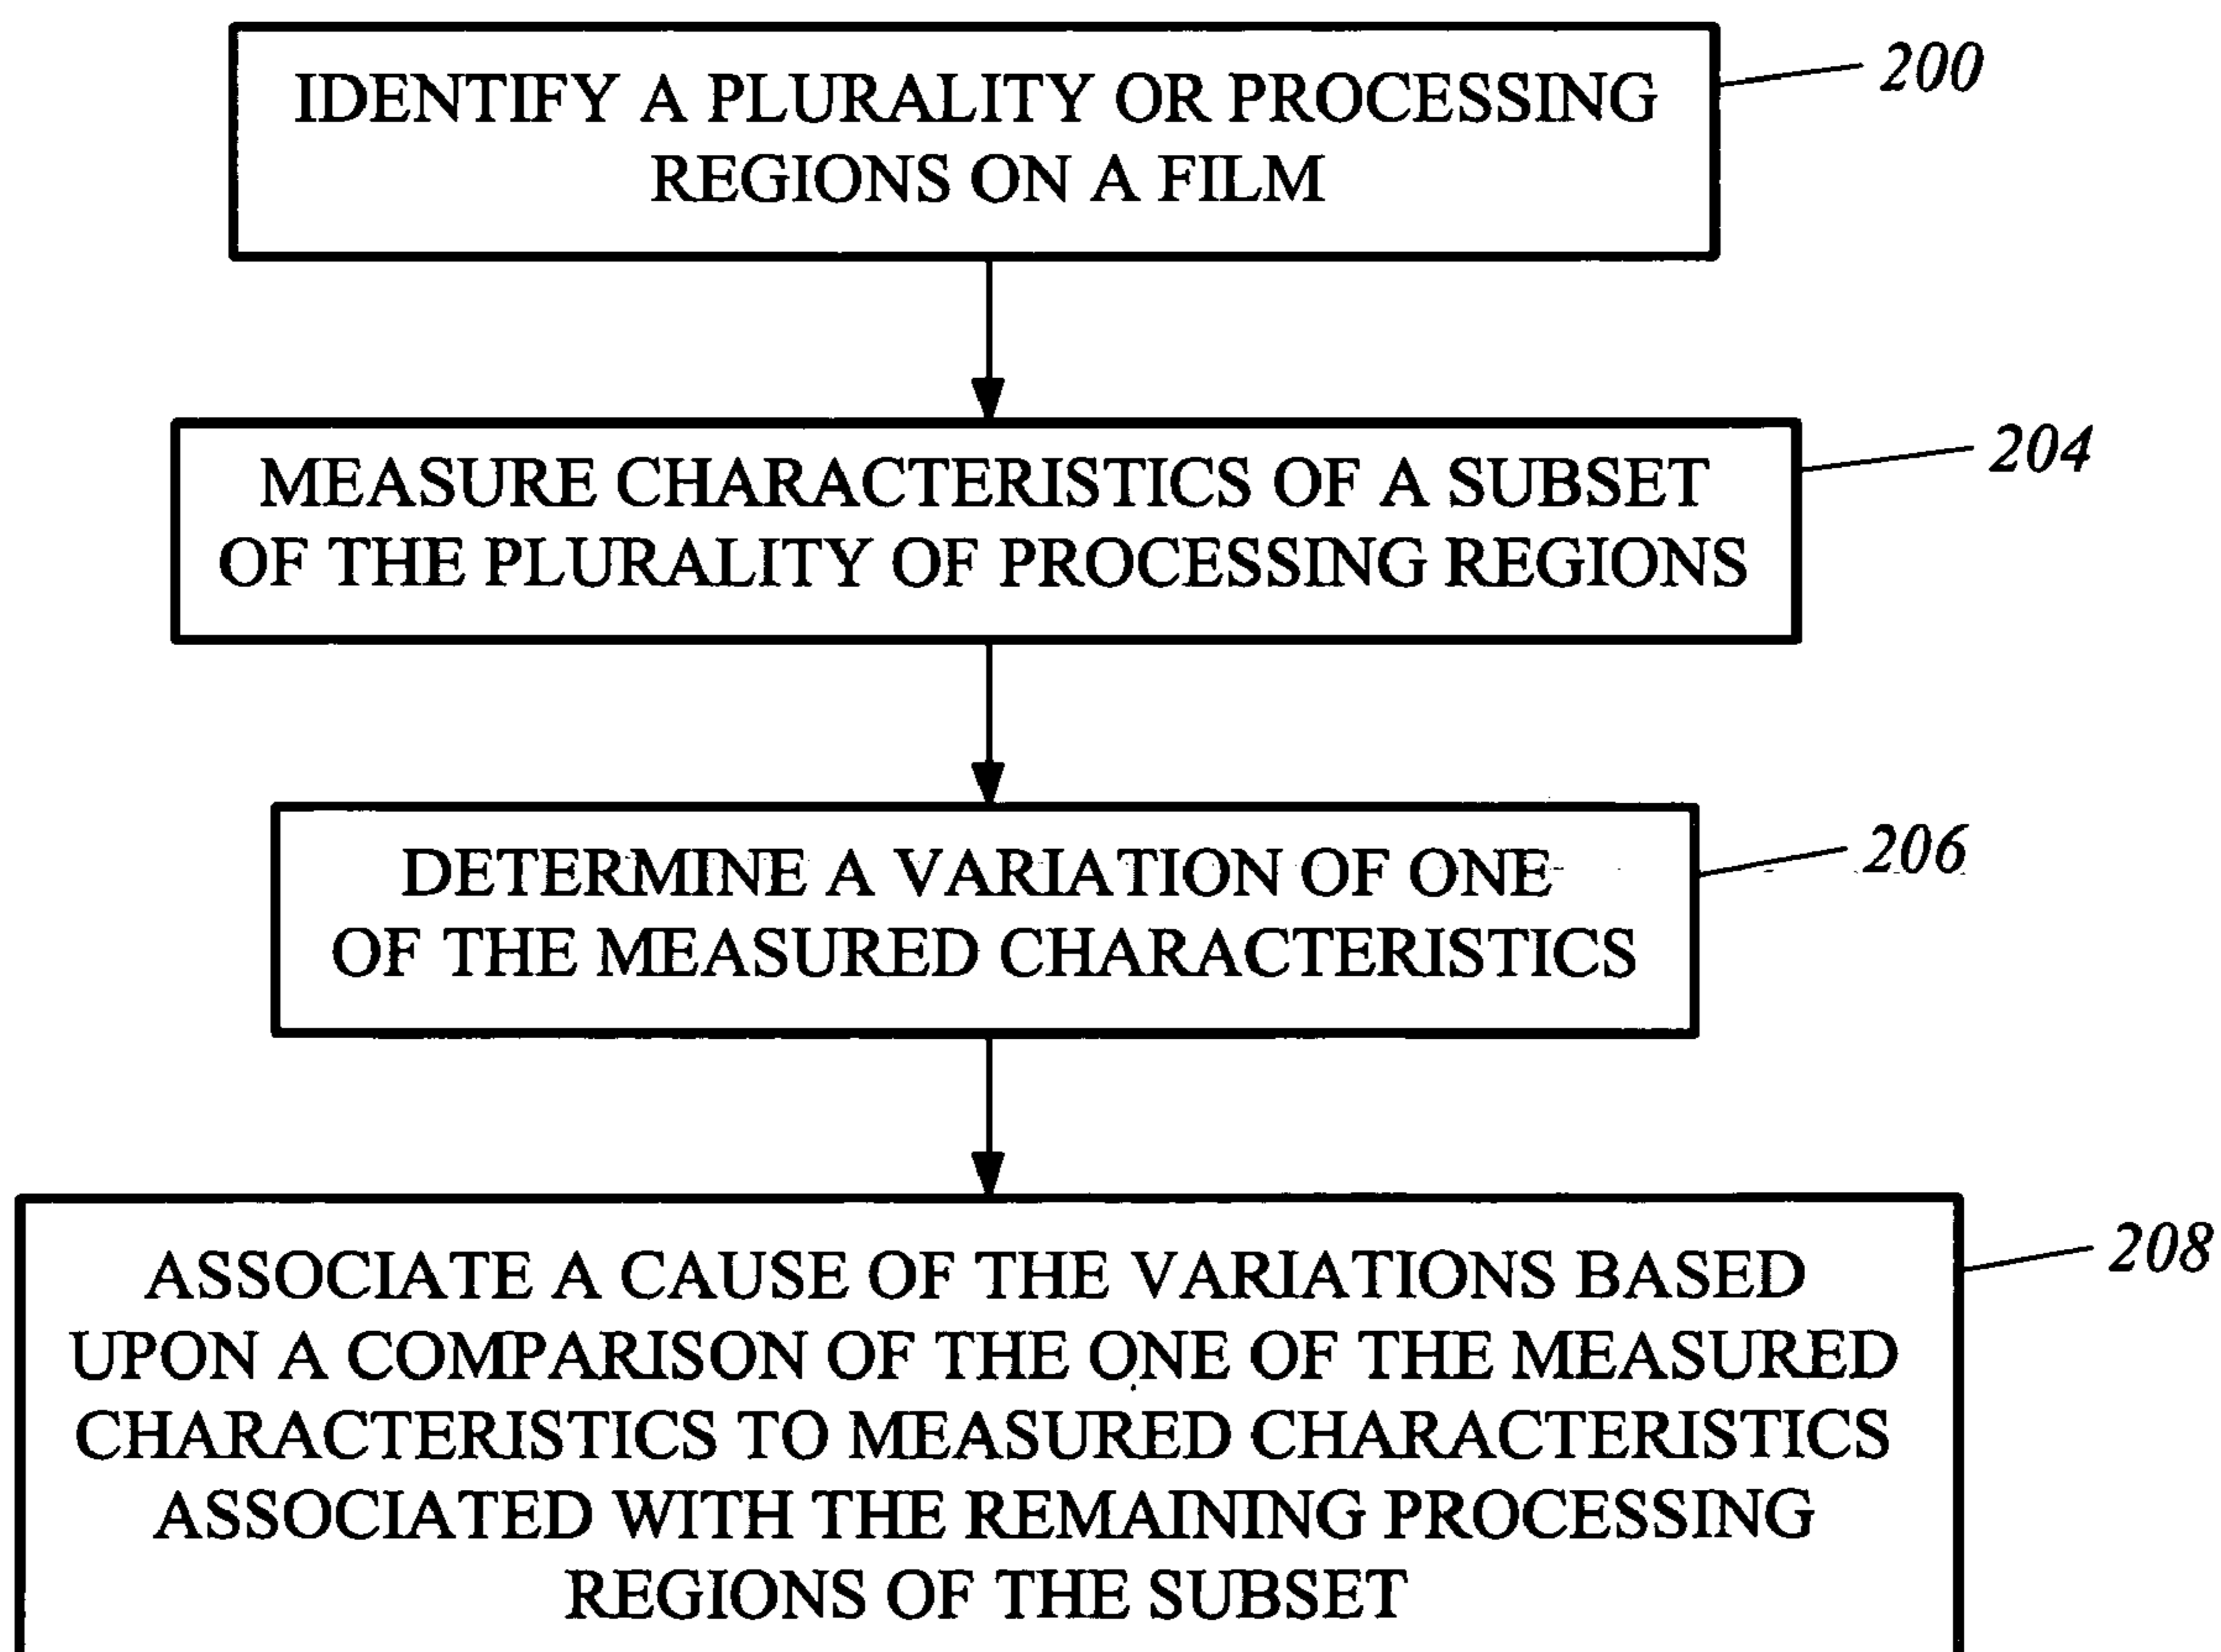 IDENTIFY A PLURALITY OR PROCESSING
REGIONS ON A FILM
200
MEASURE CHARACTERISTICS OF A SUBSET
OF THE PLURALITY OF PROCESSING REGIONS
204
DETERMINE A VARIATION OF ONE
OF THE MEASURED CHARACTERISTICS
206
ASSOCIATE A CAUSE OF THE VARIATIONS BASED
UPON A COMPARISON OF THE ONE OF THE MEASURED
CHARACTERISTICS TO MEASURED CHARACTERISTICS
ASSOCIATED WITH THE REMAINING PROCESSING
REGIONS OF THE SUBSET
208